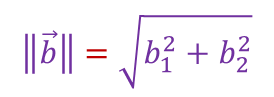 ‖b⃗‖ = √(b₁² + b₂²)